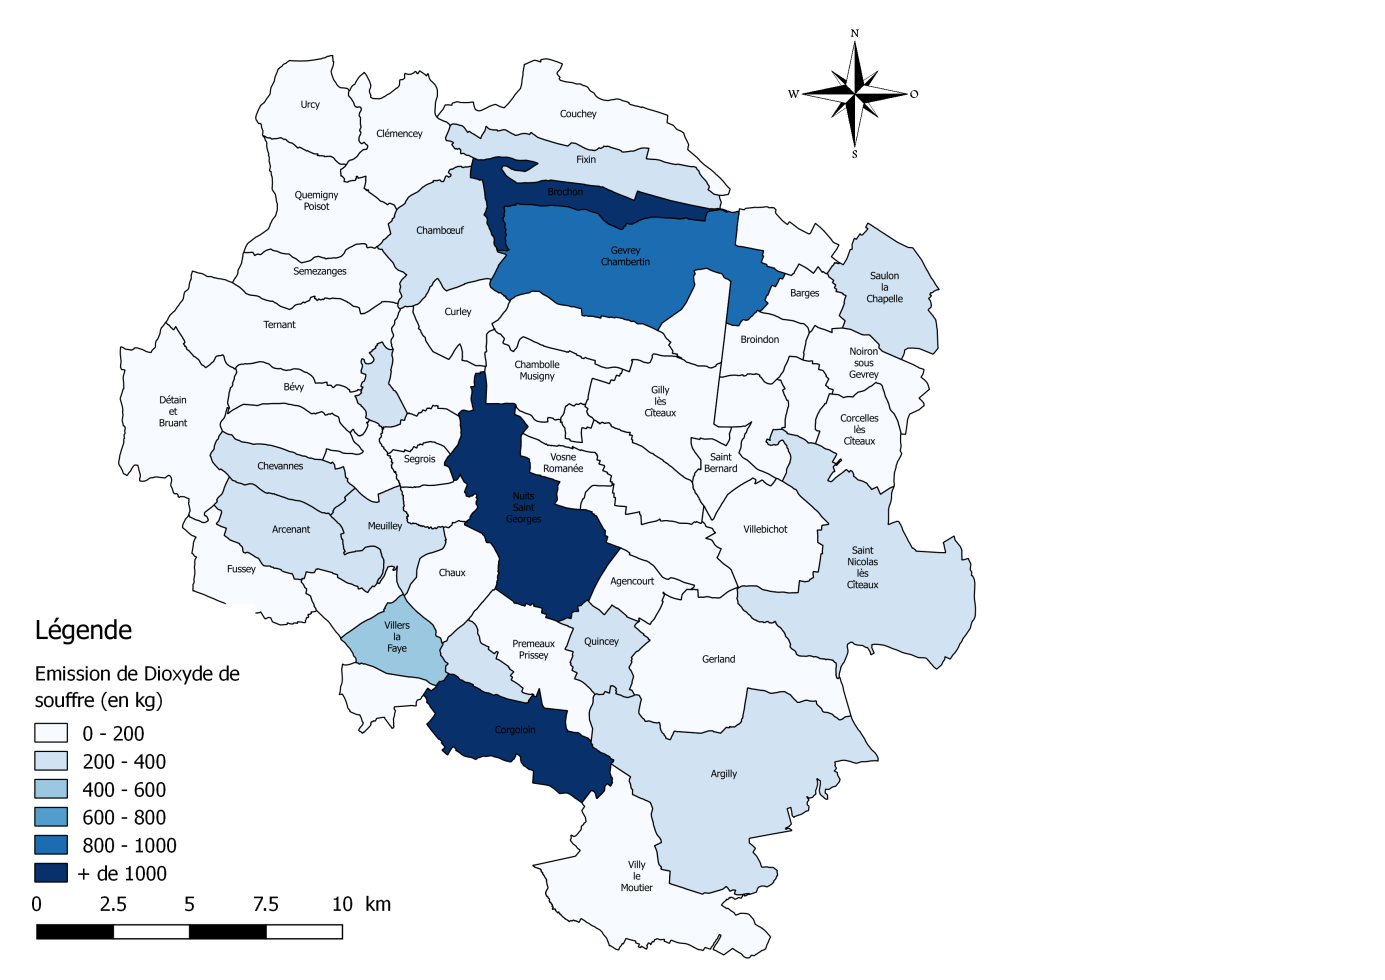 N
W
O
S
Urcy
Clémencey
Couchey
Fixin
Brochon
Quemigny
Poisot
Chambœuf
Gevrey
Chambertin
Semezanges
Saulon
la
Chapelle
Barges
Curley
Ternant
Broindon
Noiron
sous
Gevrey
Chambolle
Musigny
Bévy
Gilly
lès
Cîteaux
Détain
et
Bruant
Corcelles
lès
Cîteaux
Segrois
Vosne
Romanée
Saint
Bernard
Chevannes
Nuits
Saint
Georges
Arcenant
Meuilley
Villebichot
Saint
Nicolas
lès
Cîteaux
Fussey
Chaux
Agencourt
Villers
la
Faye
Premeaux
Prissey
Quincey
Gerland
Corgoloin
Argilly
Villy
le
Moutier
Légende
Emission de Dioxyde de
souffre (en kg)
0 - 200
200 - 400
400 - 600
600 - 800
800 - 1000
+ de 1000
0 2.5 5 7.5 10 km